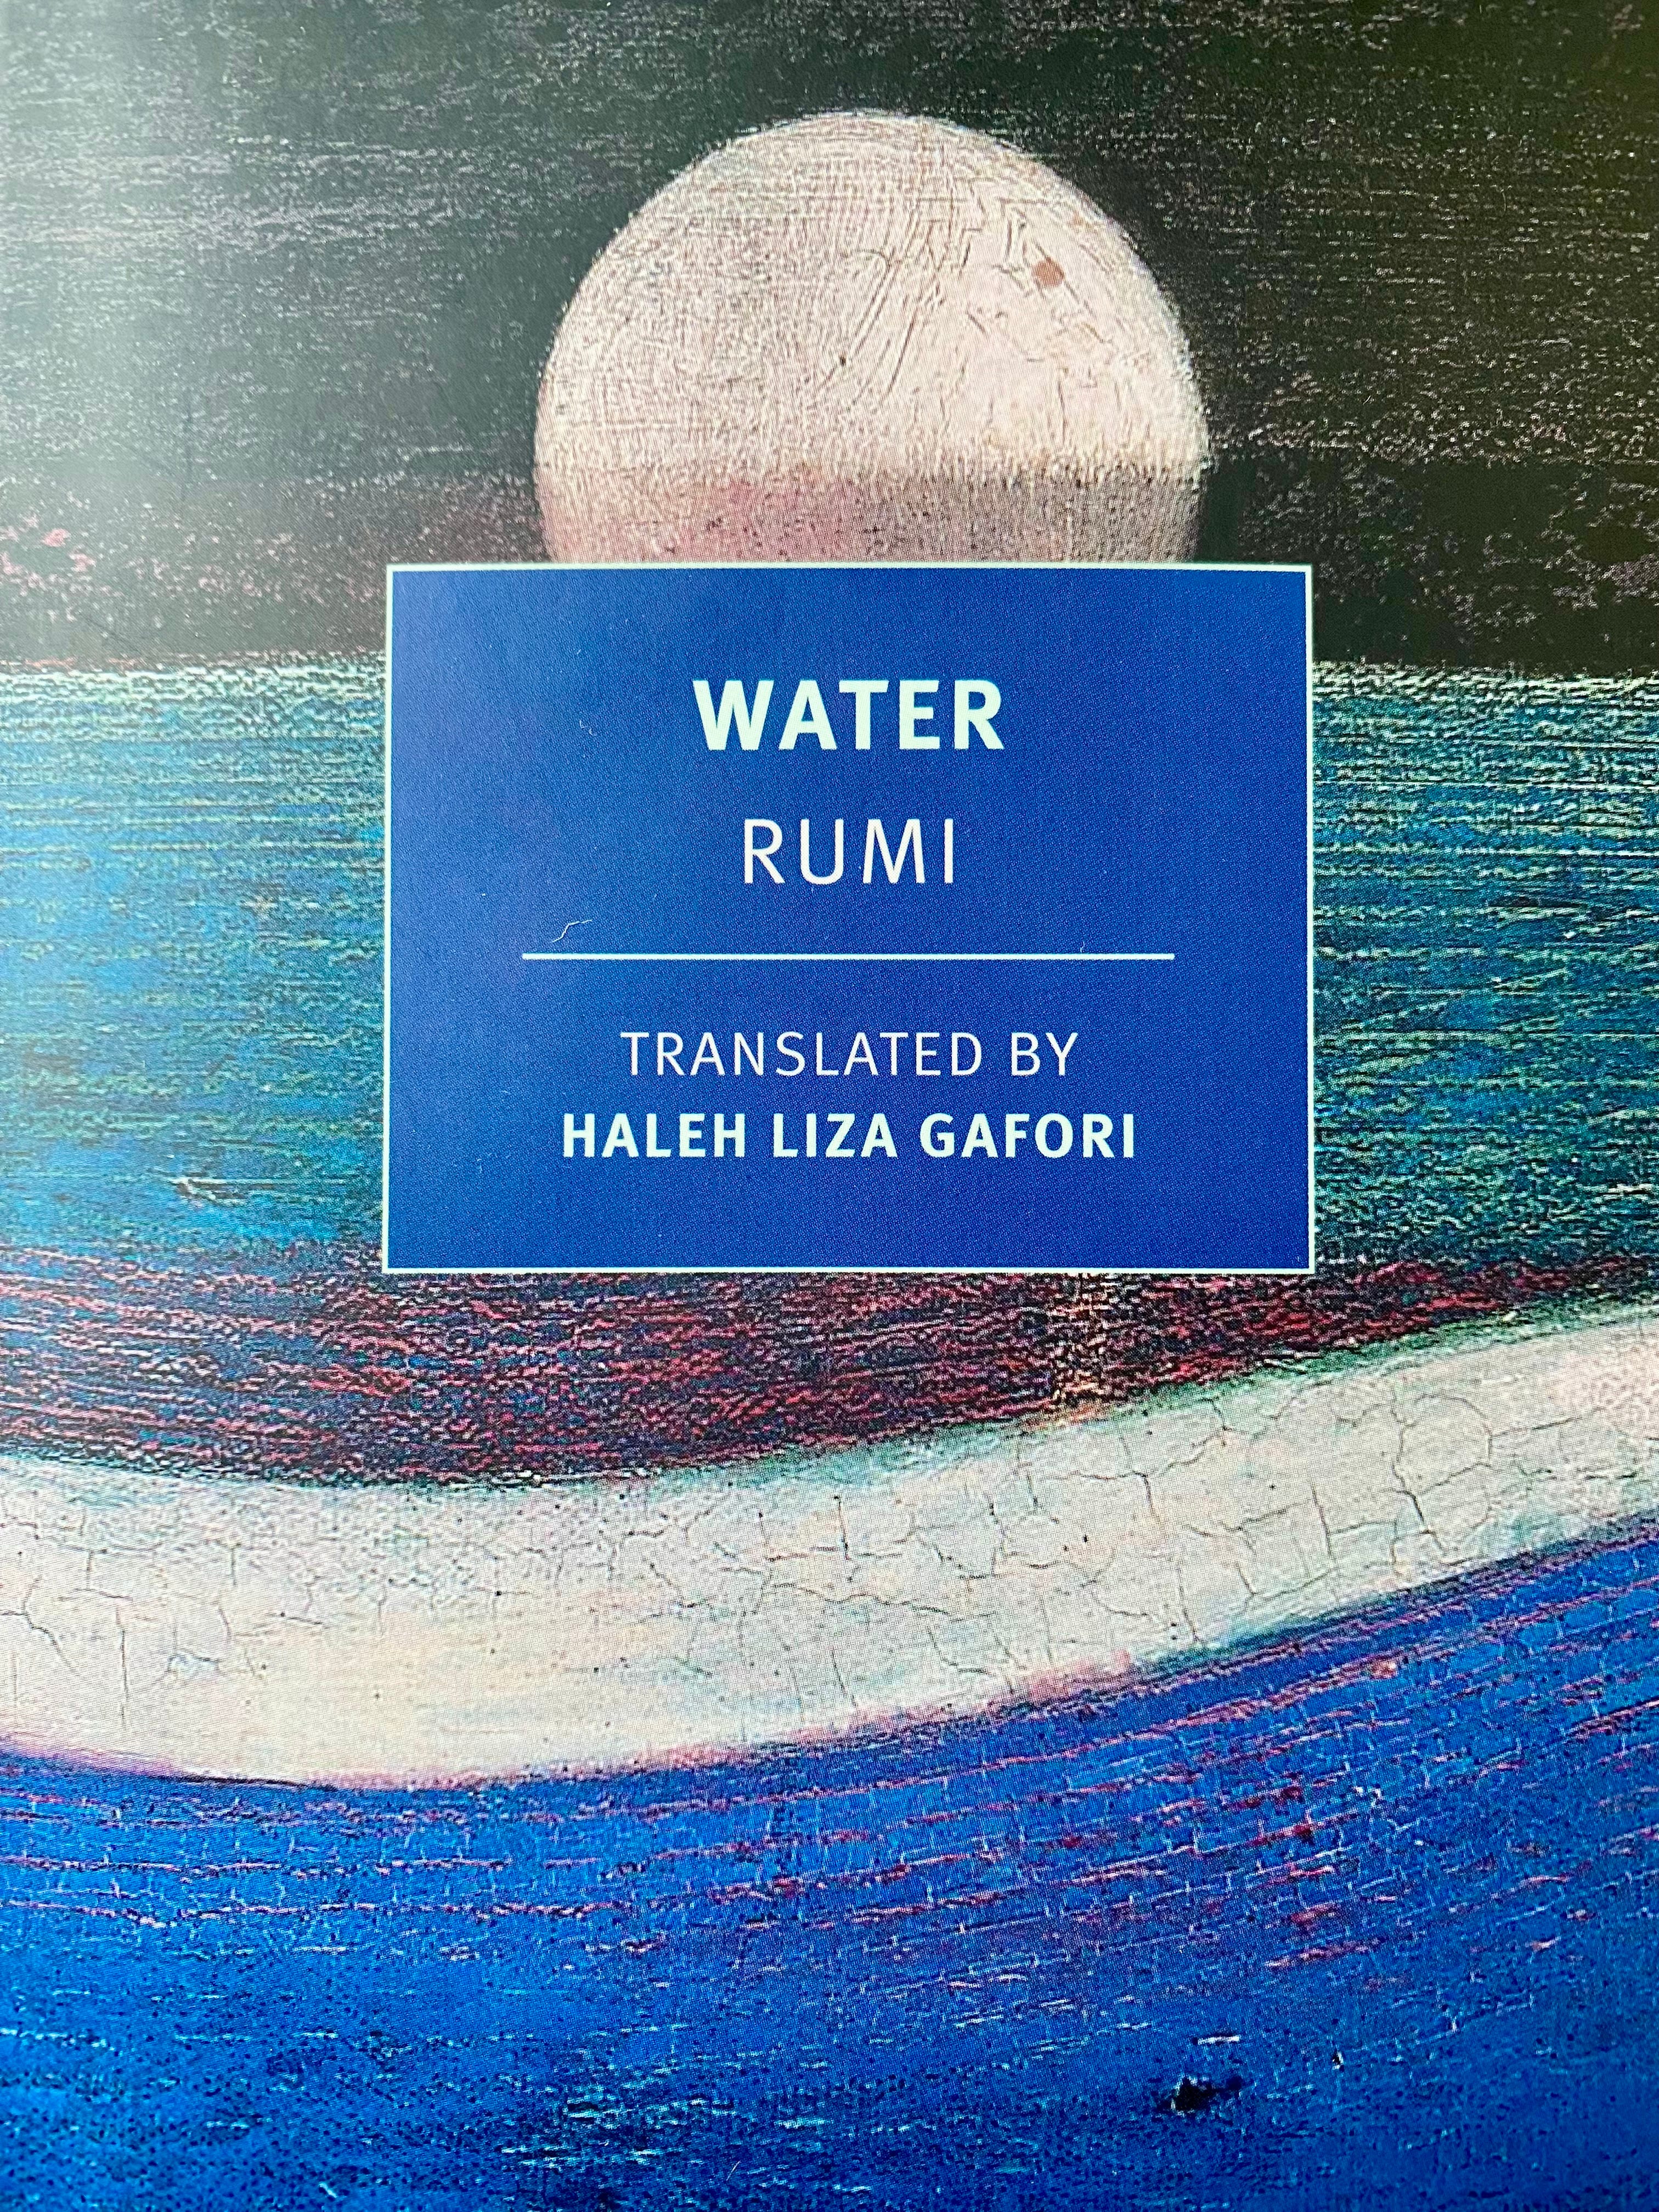 WATER
RUMI
TRANSLATED BY
HALEH LIZA GAFORI